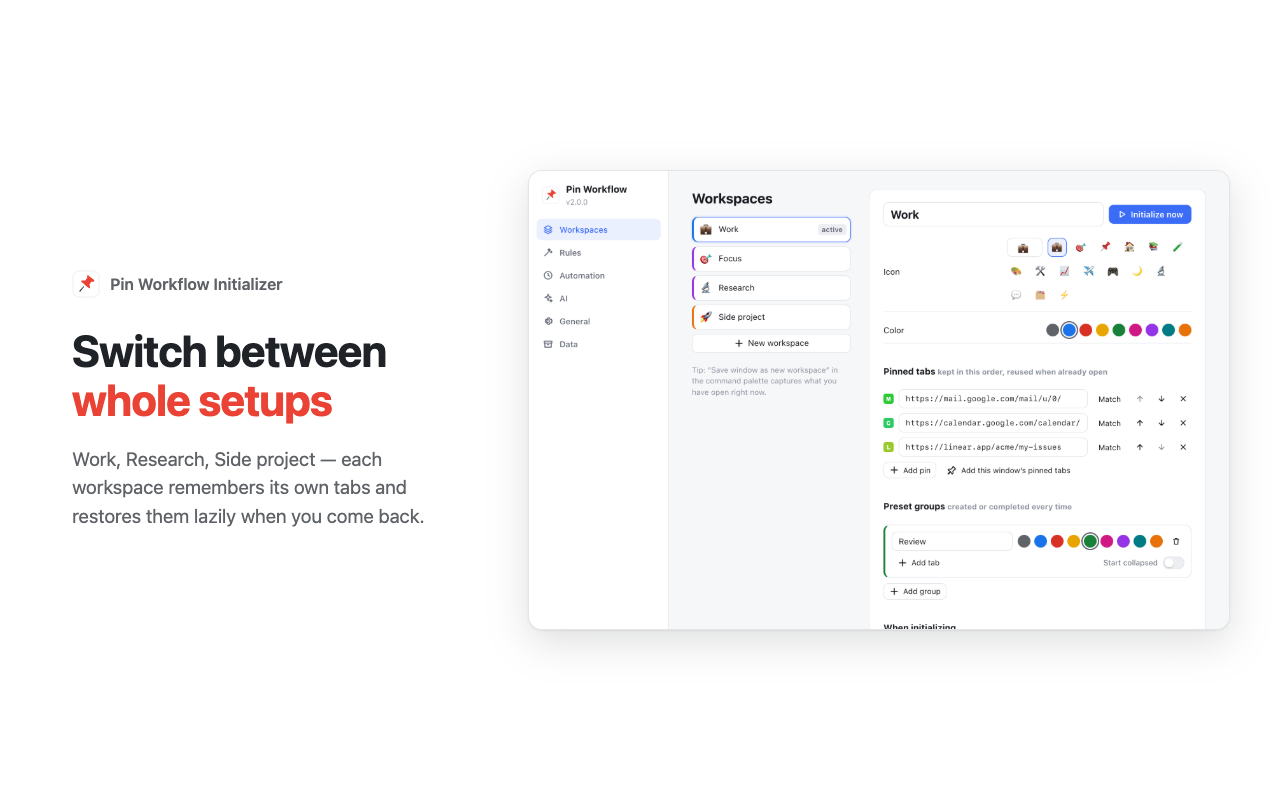 Pin Workflow Initializer
Switch between
whole setups
Work, Research, Side project — each
workspace remembers its own tabs and
restores them lazily when you come back.
Pin Workflow
v2.0.0
Workspaces
Rules
Automation
AI
General
Data
Workspaces
Work active
Focus
Research
Side project
New workspace
Tip: “Save window as new workspace” in
the command palette captures what you
have open right now.
Work Initialize now
Icon
Color
Pinned tabs kept in this order, reused when already open
M https://mail.google.com/mail/u/0/ Match
C https://calendar.google.com/calendar/ Match
L https://linear.app/acme/my-issues Match
Add pin Add this window's pinned tabs
Preset groups created or completed every time
Review
Add tab Start collapsed
Add group
When initializing